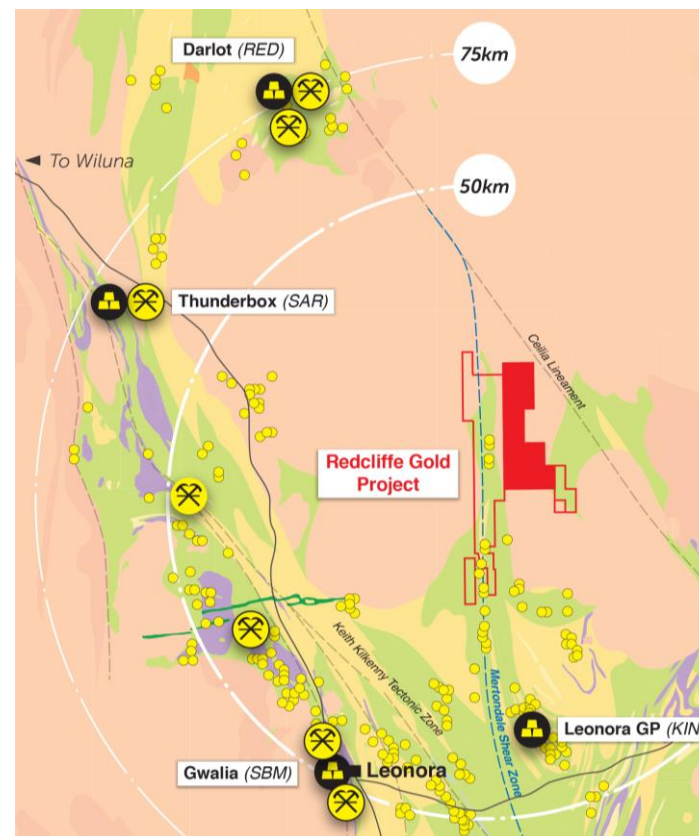 Darlot (RED)
75km
To Wiluna
50km
Thunderbox (SAR)
Celia Lineament
Redcliffe Gold
Project
Keith Kilkenny Tectonic Zone
Mertondale Shear Zone
Leonora GP (KIN
Gwalia (SBM)
Leonora